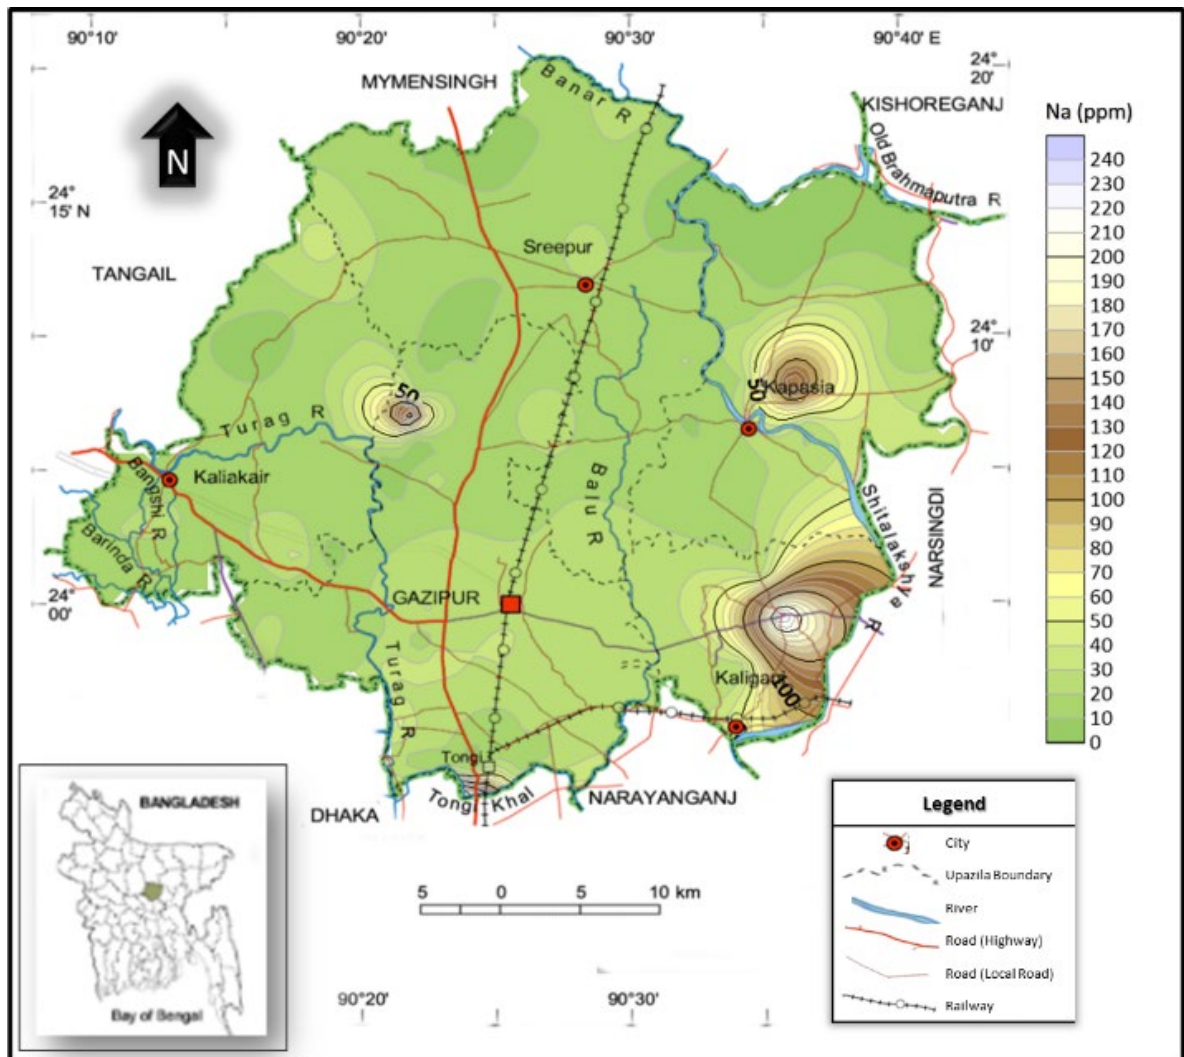 90°10'
90°20'
90°30'
90°40' E
24°
20'
MYMENSINGH
Banar R
KISHOREGANJ
Old Brahmaputra R
N
24°
15' N
Sreepur
TANGAIL
24°
10'
50
50
Kapasia
Turag R
Kaliakair
Bangshi R
Barinda R
Balu R
Shitalakshya R
NARSINGDI
24°
00'
GAZIPUR
Turag R
Kaliganj
100
Tongi
Tongi Khal
DHAKA
NARAYANGANJ
5 0 5 10 km
90°20'
90°30'
Na (ppm)
240
230
220
210
200
190
170
160
150
140
130
120
110
100
90
80
70
60
50
40
30
20
10
0
BANGLADESH
Bay of Bengal
Legend
City
Upazila Boundary
River
Road (Highway)
Road (Local Road)
Railway